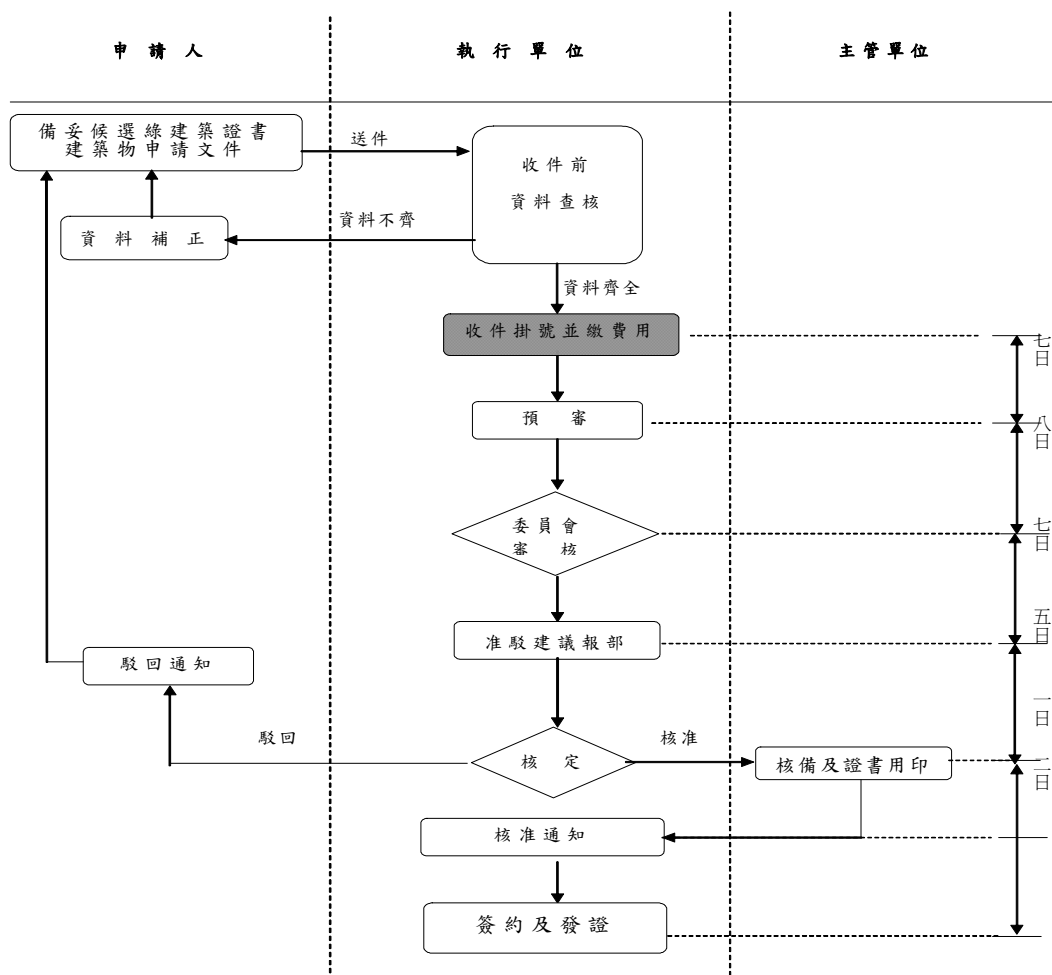 申請人
執行單位
主管單位
備妥候選綠建築證書
建築物申請文件
送件
收件前
資料查核
資料不齊
資料補正
資料齊全
收件掛號並繳費用
七日
預審
八日
委員會
審核
七日
五日
准駁建議報部
駁回通知
一日
駁回
核定
核准
核備及證書用印
二日
核准通知
簽約及發證